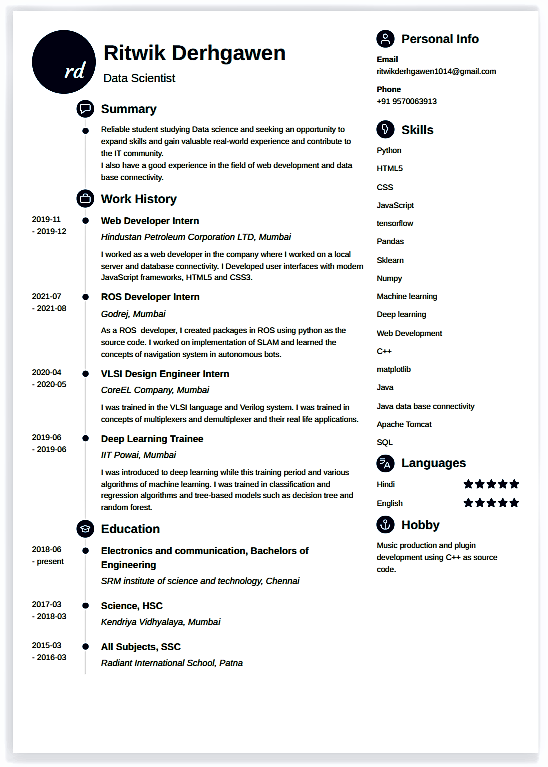 rd
Ritwik Derhgawen
Data Scientist
Summary
Reliable student studying Data science and seeking an opportunity to
expand skills and gain valuable real-world experience and contribute to
the IT community.
I also have a good experience in the field of web development and data
base connectivity.
Work History
2019-11
- 2019-12
Web Developer Intern
Hindustan Petroleum Corporation LTD, Mumbai
I worked as a web developer in the company where I worked on a local
server and database connectivity. I Developed user interfaces with modern
JavaScript frameworks, HTML5 and CSS3.
2021-07
- 2021-08
ROS Developer Intern
Godrej, Mumbai
As a ROS developer, I created packages in ROS using python as the
source code. I worked on implementation of SLAM and learned the
concepts of navigation system in autonomous bots.
2020-04
- 2020-05
VLSI Design Engineer Intern
CoreEL Company, Mumbai
I was trained in the VLSI language and Verilog system. I was trained in
concepts of multiplexers and demultiplexer and their real life applications.
2019-06
- 2019-06
Deep Learning Trainee
IIT Powai, Mumbai
I was introduced to deep learning while this training period and various
algorithms of machine learning. I was trained in classification and
regression algorithms and tree-based models such as decision tree and
random forest.
Education
2018-06
- present
Electronics and communication, Bachelors of
Engineering
SRM institute of science and technology, Chennai
2017-03
- 2018-03
Science, HSC
Kendriya Vidhyalaya, Mumbai
2015-03
- 2016-03
All Subjects, SSC
Radiant International School, Patna
Personal Info
Email
ritwikderhgawen1014@gmail.com
Phone
+91 9570063913
Skills
Python
HTML5
CSS
JavaScript
tensorflow
Pandas
Sklearn
Numpy
Machine learning
Deep learning
Web Development
C++
matplotlib
Java
Java data base connectivity
Apache Tomcat
SQL
Languages
Hindi
English
Hobby
Music production and plugin
development using C++ as source
code.